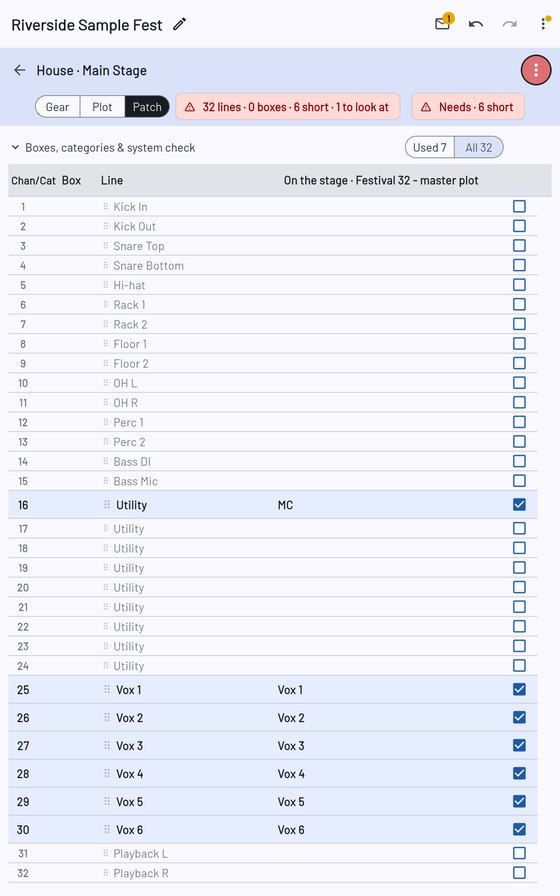 Riverside Sample Fest
1
House · Main Stage
Gear Plot Patch 32 lines · 0 boxes · 6 short · 1 to look at Needs · 6 short
Boxes, categories & system check Used 7 All 32
Chan/Cat Box Line On the stage · Festival 32 - master plot
1 Kick In
2 Kick Out
3 Snare Top
4 Snare Bottom
5 Hi-hat
6 Rack 1
7 Rack 2
8 Floor 1
9 Floor 2
10 OH L
11 OH R
12 Perc 1
13 Perc 2
14 Bass DI
15 Bass Mic
16 Utility MC
17 Utility
18 Utility
19 Utility
20 Utility
21 Utility
22 Utility
23 Utility
24 Utility
25 Vox 1 Vox 1
26 Vox 2 Vox 2
27 Vox 3 Vox 3
28 Vox 4 Vox 4
29 Vox 5 Vox 5
30 Vox 6 Vox 6
31 Playback L
32 Playback R